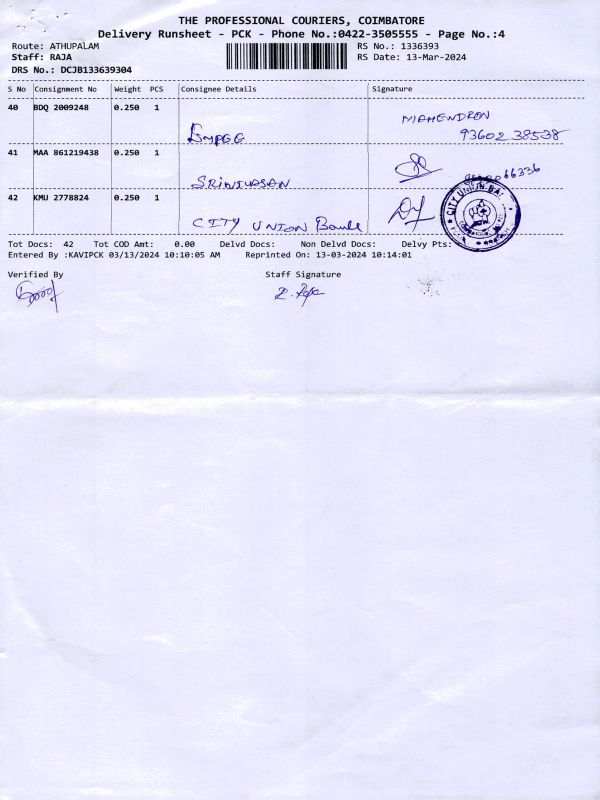 THE PROFESSIONAL COURIERS, COIMBATORE
Delivery Runsheet - PCK - Phone No.:0422-3505555 - Page No.:4
Route: ATHUPALAM RS No.: 1336393
Staff: RAJA RS Date: 13-Mar-2024
DRS No.: DCJB133639304
S No Consignment No Weight PCS Consignee Details Signature
40 BDQ 2009248 0.250 1 MAHENDREN
93602 38538
41 MAA 861219438 0.250 1
66336
SRINIVASAN
42 KMU 2778824 0.250 1 CITY UNION BA
CITY UNION Bank
Tot Docs: 42 Tot COD Amt: 0.00 Delvd Docs: Non Delvd Docs: Delvy Pts:
Entered By :KAVIPCK 03/13/2024 10:10:05 AM Reprinted On: 13-03-2024 10:14:01
Verified By Staff Signature